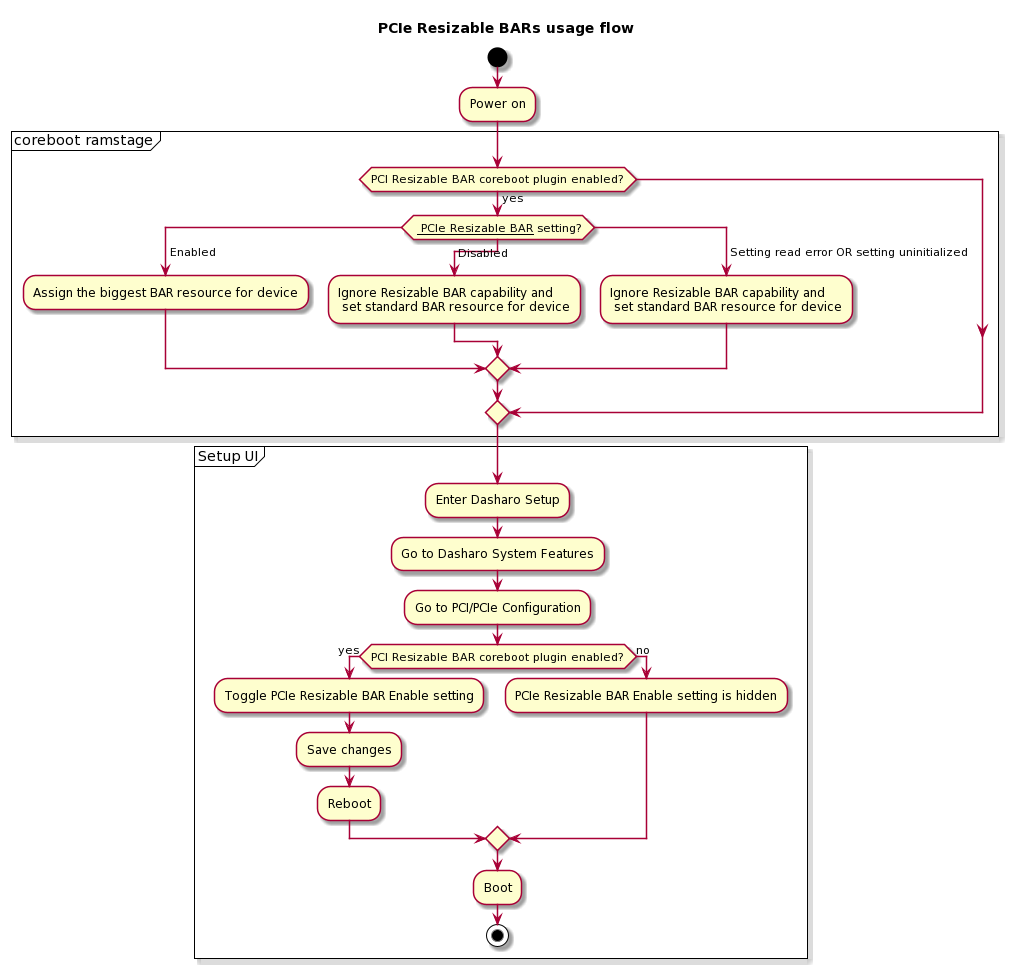 PCIe Resizable BARs usage flow
Power on
coreboot ramstage
PCI Resizable BAR coreboot plugin enabled?
yes
PCIe Resizable BAR setting?
Enabled
Disabled
Setting read error OR setting uninitialized
Assign the biggest BAR resource for device
Ignore Resizable BAR capability and
set standard BAR resource for device
Ignore Resizable BAR capability and
set standard BAR resource for device
Setup UI
Enter Dasharo Setup
Go to Dasharo System Features
Go to PCI/PCIe Configuration
yes
PCI Resizable BAR coreboot plugin enabled?
no
Toggle PCIe Resizable BAR Enable setting
PCIe Resizable BAR Enable setting is hidden
Save changes
Reboot
Boot